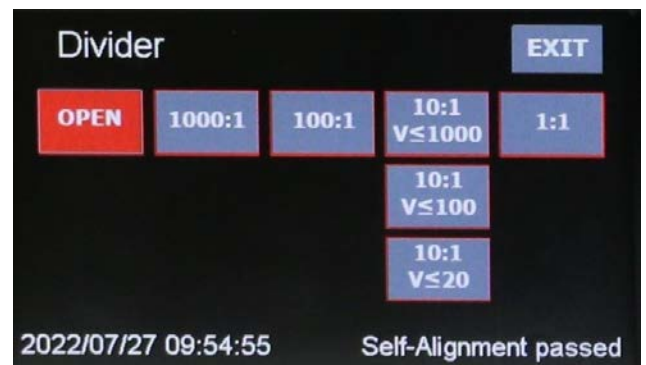 Divider
EXIT
OPEN
1000:1
100:1
10:1
V≤1000
1:1
10:1
V≤100
10:1
V≤20
2022/07/27 09:54:55
Self-Alignment passed